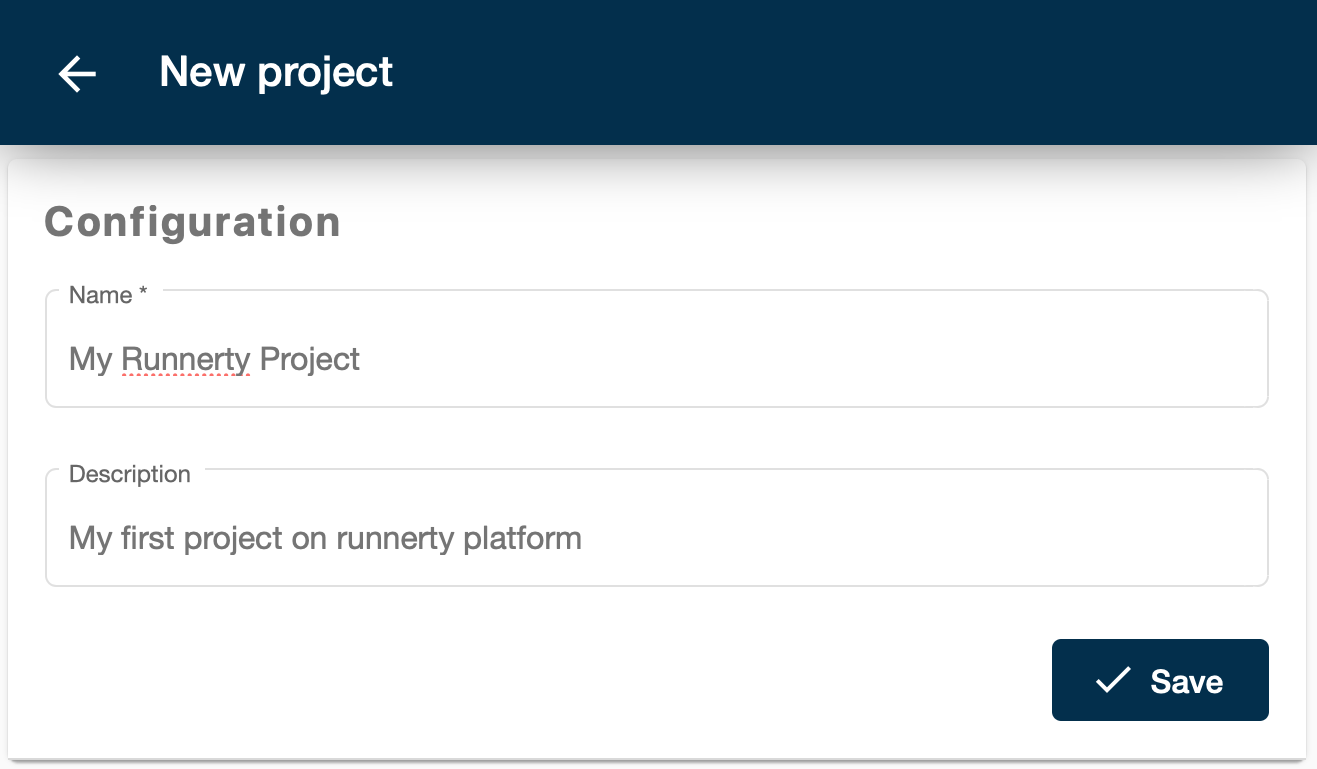 New project
Configuration
Name *
My Runnerty Project
Description
My first project on runnerty platform
Save